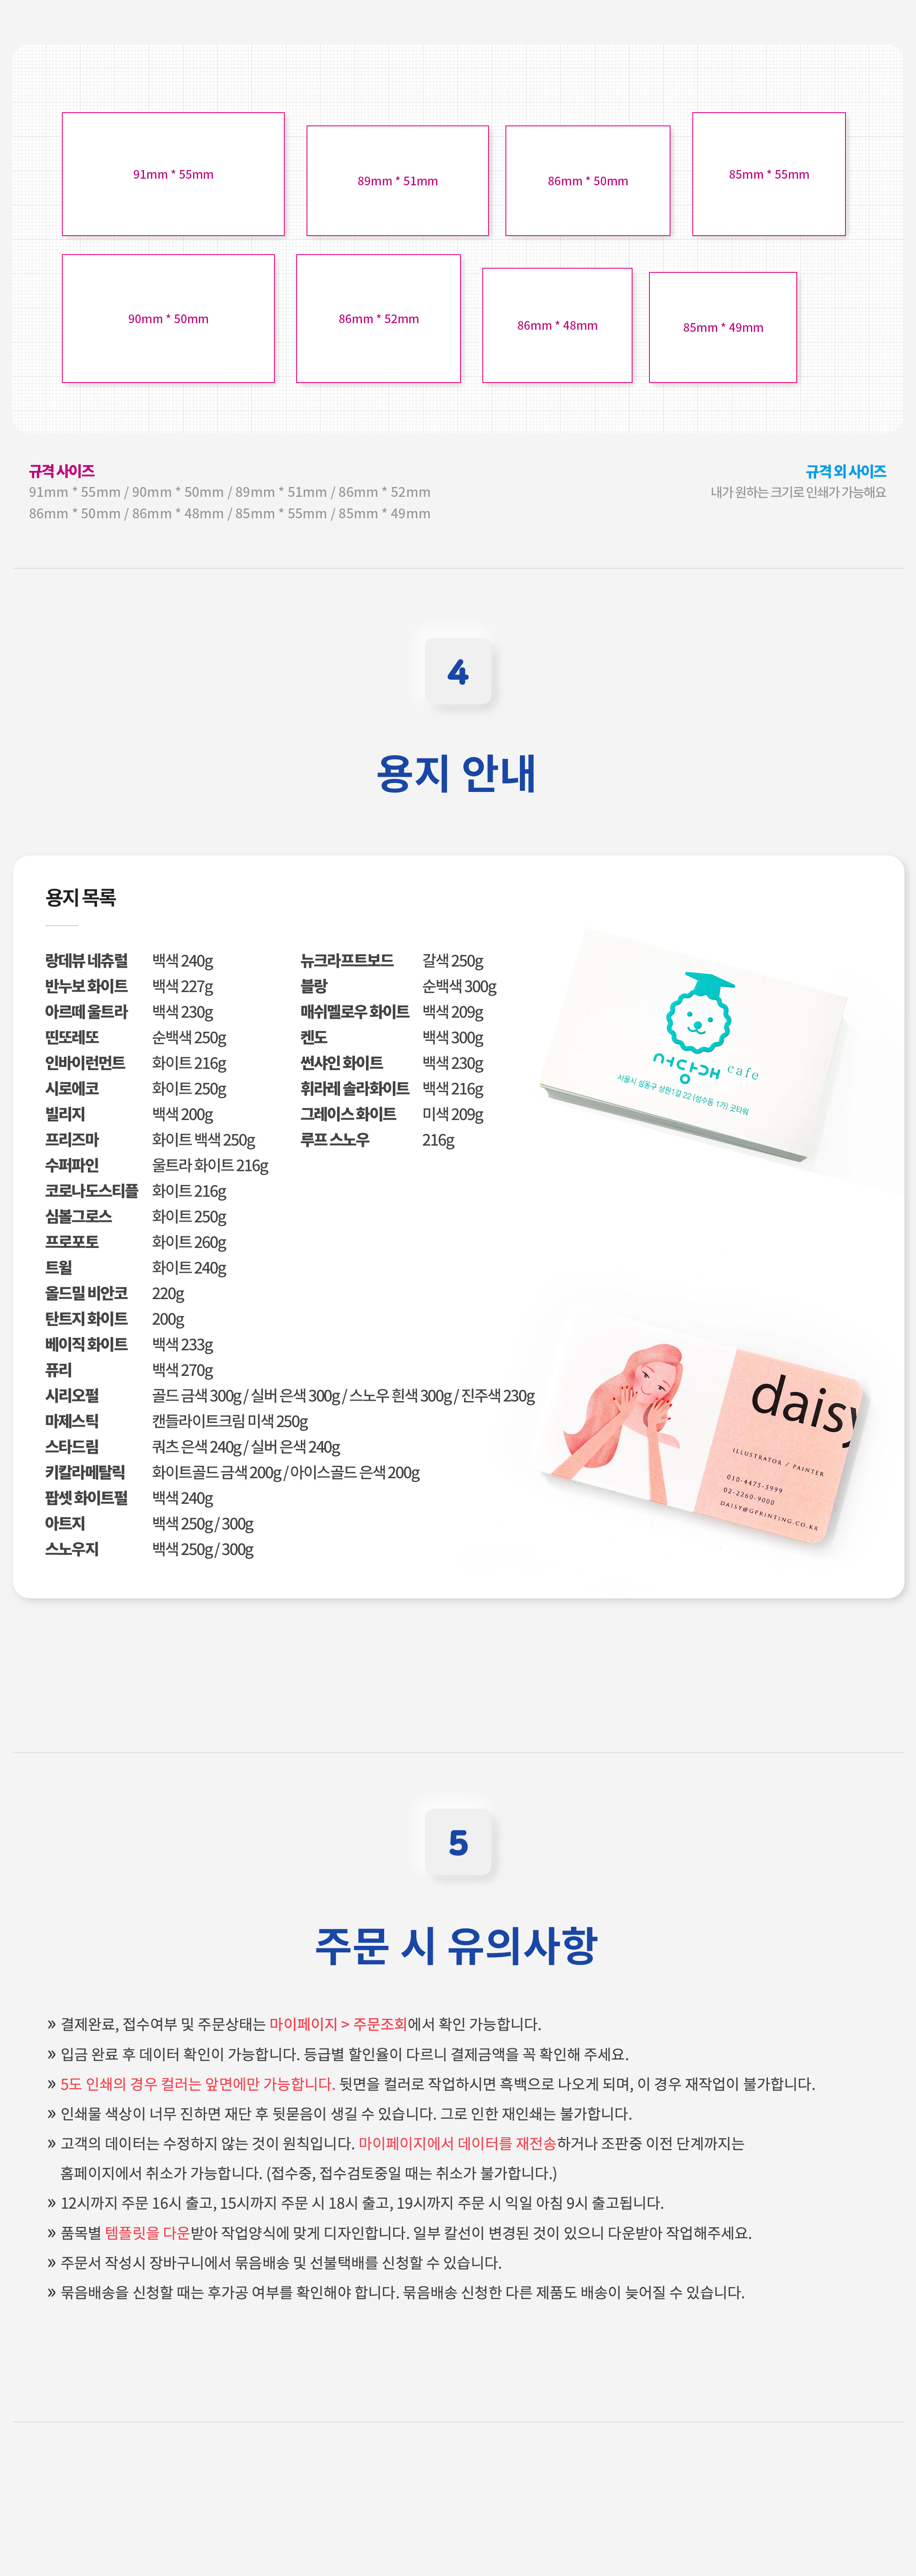 91mm * 55mm
89mm * 51mm
86mm * 50mm
85mm * 55mm
90mm * 50mm
86mm * 52mm
86mm * 48mm
85mm * 49mm
규격 사이즈
91mm * 55mm / 90mm * 50mm / 89mm * 51mm / 86mm * 52mm
86mm * 50mm / 86mm * 48mm / 85mm * 55mm / 85mm * 49mm
규격 외 사이즈
내가 원하는 크기로 인쇄가 가능해요
4
용지 안내
용지 목록
랑데뷰 네츄럴 백색 240g
반누보 화이트 백색 227g
아르떼 울트라 백색 230g
띤또레또 순백색 250g
인바이런먼트 화이트 216g
시로에코 화이트 250g
빌리지 백색 200g
프리즈마 화이트 백색 250g
수퍼파인 울트라 화이트 216g
코로나도스티플 화이트 216g
심볼그로스 화이트 250g
프로포토 화이트 260g
트윌 화이트 240g
올드밀 비안코 220g
탄트지 화이트 200g
베이직 화이트 백색 233g
퓨리 백색 270g
시리오펄 골드 금색 300g / 실버 은색 300g / 스노우 흰색 300g / 진주색 230g
마제스틱 캔들라이트크림 미색 250g
스타드림 쿼츠 은색 240g / 실버 은색 240g
키칼라메탈릭 화이트골드 금색 200g / 아이스골드 은색 200g
팝셋 화이트펄 백색 240g
아트지 백색 250g / 300g
스노우지 백색 250g / 300g
뉴크라프트보드 갈색 250g
블랑 순백색 300g
매쉬멜로우 화이트 백색 209g
켄도 백색 300g
썬샤인 화이트 백색 230g
휘라레 솔라화이트 백색 216g
그레이스 화이트 미색 209g
루프 스노우 216g
서당개 cafe
서울시 성동구 상원1길 22 (성수동 1가) 굿타워
daisy
ILLUSTRATOR / PAINTER
010-4475-5999
02-2260-9000
DAISY@GPRINTING.CO.KR
5
주문 시 유의사항
» 결제완료, 접수여부 및 주문상태는 마이페이지 > 주문조회에서 확인 가능합니다.
» 입금 완료 후 데이터 확인이 가능합니다. 등급별 할인율이 다르니 결제금액을 꼭 확인해 주세요.
» 5도 인쇄의 경우 컬러는 앞면에만 가능합니다. 뒷면을 컬러로 작업하시면 흑백으로 나오게 되며, 이 경우 재작업이 불가합니다.
» 인쇄물 색상이 너무 진하면 재단 후 뒷묻음이 생길 수 있습니다. 그로 인한 재인쇄는 불가합니다.
» 고객의 데이터는 수정하지 않는 것이 원칙입니다. 마이페이지에서 데이터를 재전송하거나 조판중 이전 단계까지는
홈페이지에서 취소가 가능합니다. (접수중, 접수검토중일 때는 취소가 불가합니다.)
» 12시까지 주문 16시 출고, 15시까지 주문 시 18시 출고, 19시까지 주문 시 익일 아침 9시 출고됩니다.
» 품목별 템플릿을 다운받아 작업양식에 맞게 디자인합니다. 일부 칼선이 변경된 것이 있으니 다운받아 작업해주세요.
» 주문서 작성시 장바구니에서 묶음배송 및 선불택배를 신청할 수 있습니다.
» 묶음배송을 신청할 때는 후가공 여부를 확인해야 합니다. 묶음배송 신청한 다른 제품도 배송이 늦어질 수 있습니다.